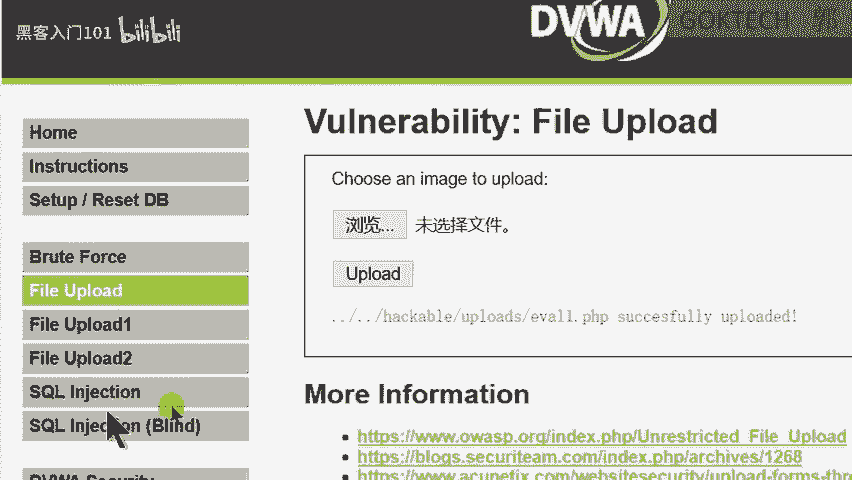 黑客入门101 bilibili
DVWA
Vulnerability: File Upload
Home
Instructions
Setup / Reset DB
Brute Force
File Upload
File Upload1
File Upload2
SQL Injection
SQL Injection (Blind)
DVWA Security
Choose an image to upload:
浏览... 未选择文件。
Upload
../../hackable/uploads/eval1.php succesfully uploaded!
More Information
https://www.owasp.org/index.php/Unrestricted_File_Upload
https://blogs.securiteam.com/index.php/archives/1268
https://www.acunetix.com/websitesecurity/upload-forms-thre